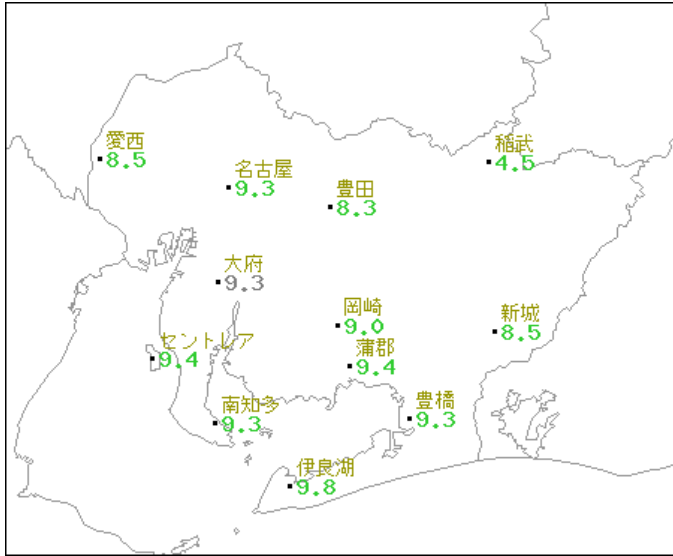 愛西
8.5
稲武
4.5
名古屋
9.3
豊田
8.3
大府
9.3
岡崎
9.0
新城
8.5
セントレア
9.4
蒲郡
9.4
南知多
9.3
豊橋
9.3
伊良湖
9.8